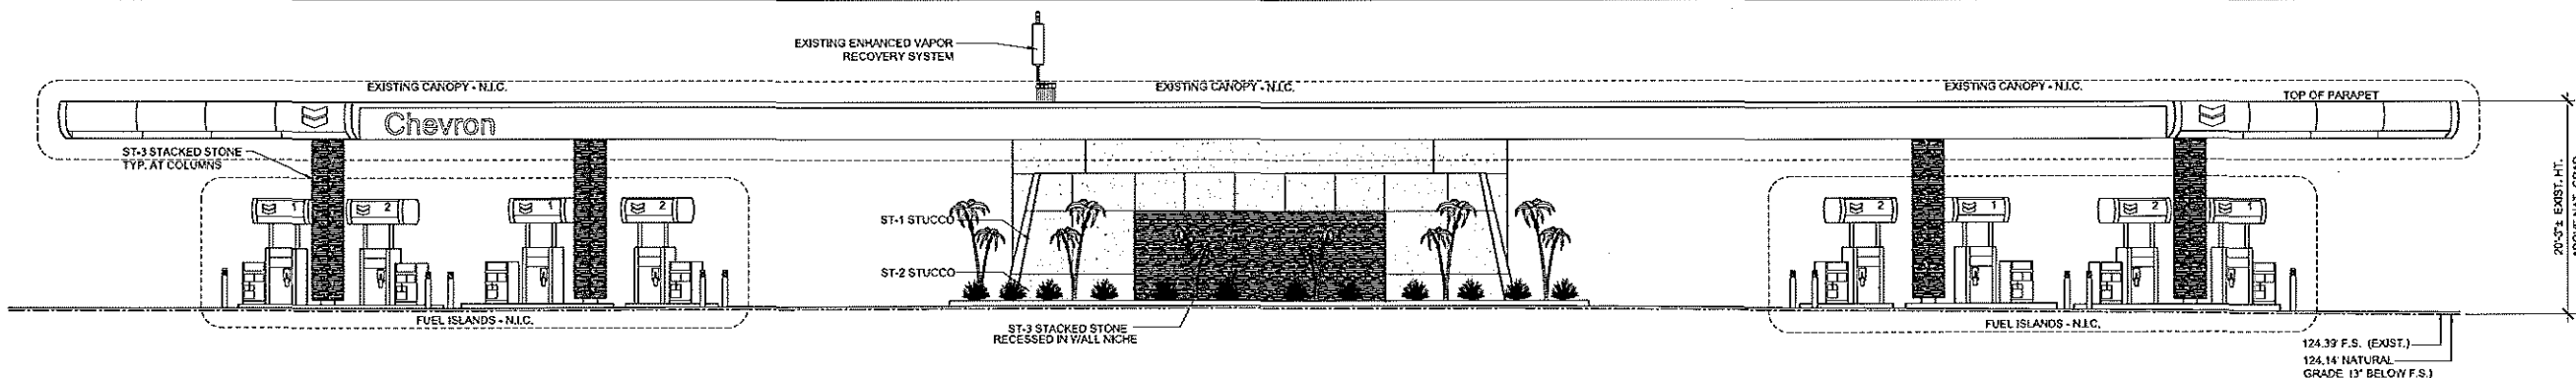 EXISTING ENHANCED VAPOR
RECOVERY SYSTEM
EXISTING CANOPY - N.I.C.
EXISTING CANOPY - N.I.C.
EXISTING CANOPY - N.I.C.
TOP OF PARAPET
Chevron
ST-3 STACKED STONE
TYP. AT COLUMNS
1
2
1
2
2
1
2
1
ST-1 STUCCO
ST-2 STUCCO
20'-3"± EXIST. HT.
FUEL ISLANDS - N.I.C.
ST-3 STACKED STONE
RECESSED IN WALL NICHE
FUEL ISLANDS - N.I.C.
124.39' F.S. (EXIST.)
124.14' NATURAL
GRADE (3" BELOW F.S.)